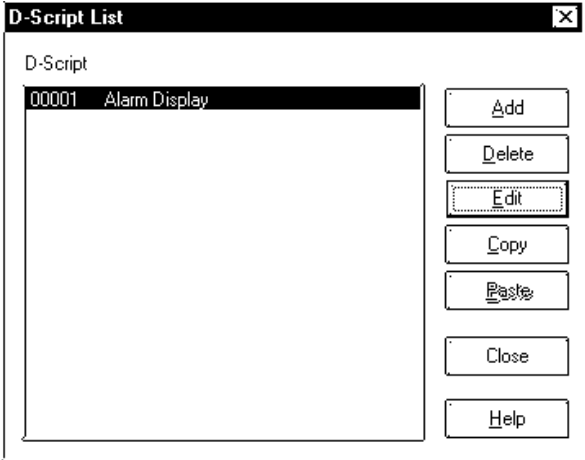 D-Script List
D-Script
00001 Alarm Display
Add
Delete
Edit
Copy
Paste
Close
Help